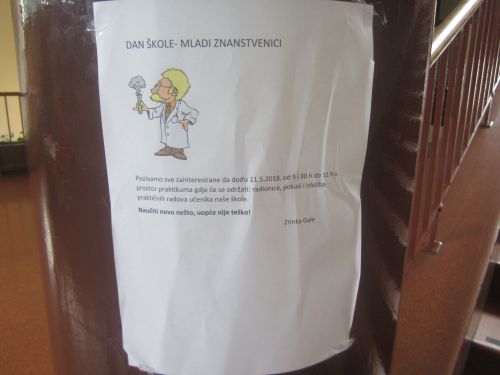 DAN ŠKOLE- MLADI ZNANSTVENICI
Pozivamo sve zainteresirane da dođu 11.5.2018. od 9 i 30 h do 11h u
prostor praktikuma gdje će se održati: radionice, pokusi i izložba
praktičnih radova učenika naše škole.
Naučiti novo nešto, uopće nije teško!
Zrinka Gale